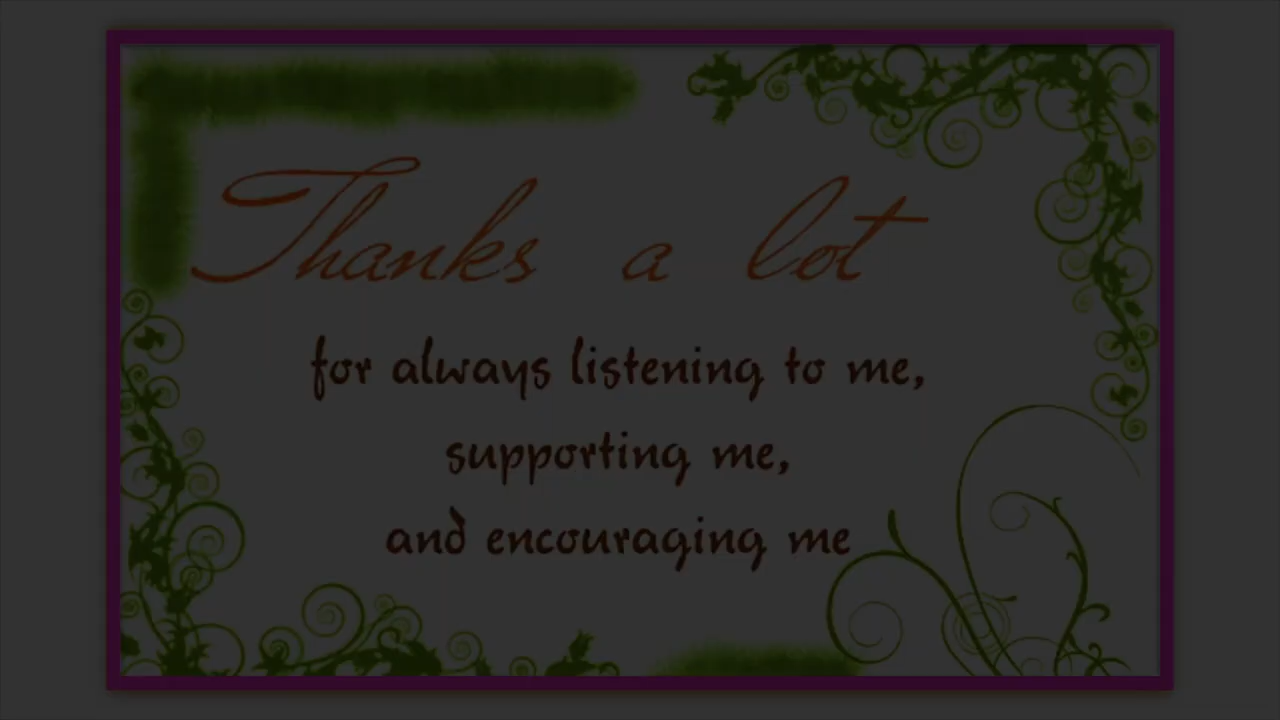 Thanks a lot
for always listening to me,
supporting me,
and encouraging me